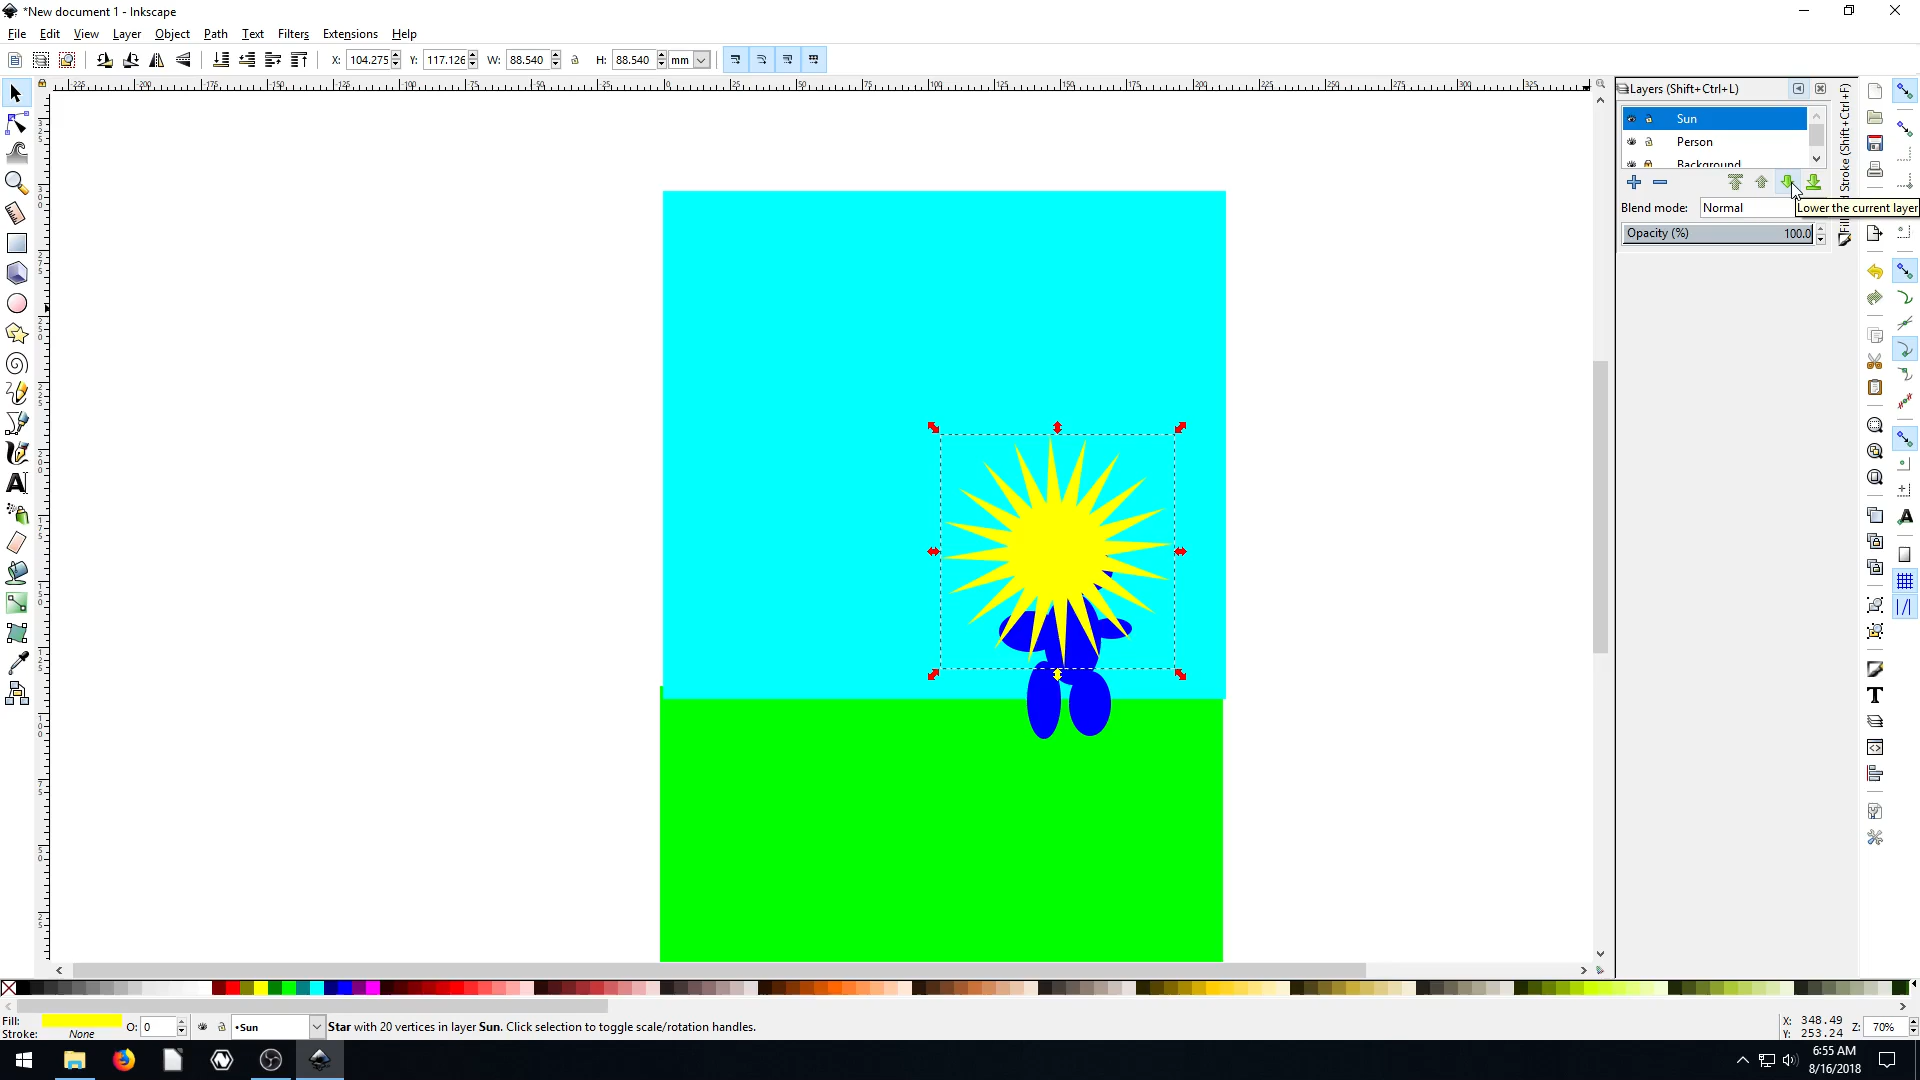 *New document 1 - Inkscape
File Edit View Layer Object Path Text Filters Extensions Help
X: 104.275 Y: 117.126 W: 88.540 H: 88.540 mm
Layers (Shift+Ctrl+L)
Sun
Person
Background
Blend mode: Normal
Lower the current layer
Opacity (%) 100.0
Stroke (Shift+Ctrl+F)
Fill:
Stroke: None
O: 0
•Sun
Star with 20 vertices in layer Sun. Click selection to toggle scale/rotation handles.
X: 348.49
Y: 253.24
Z: 70%
6:55 AM
8/16/2018